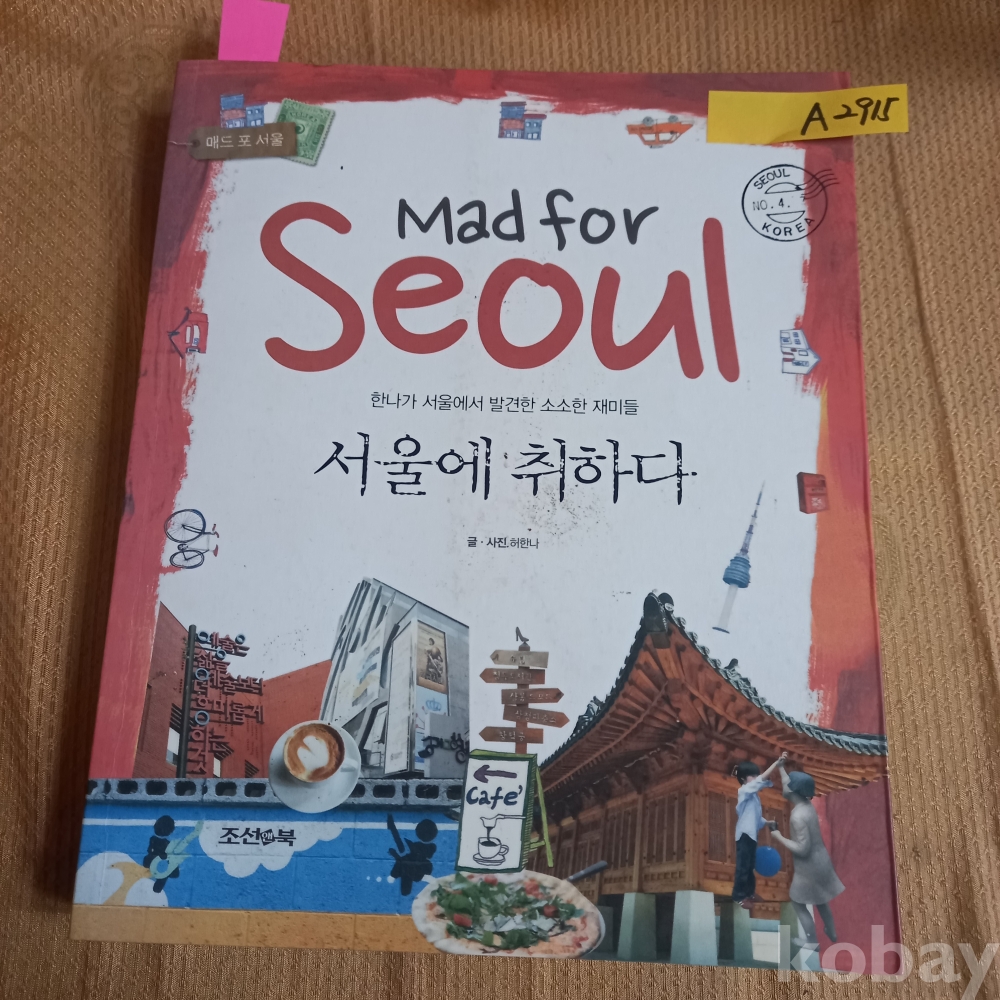 A2915
매드 포 서울
SEOUL
NO. 4.
KOREA
Mad for
Seoul
한나가 서울에서 발견한 소소한 재미들
서울에 취하다
글 · 사진_허한나
Cafe'
조선앤북
kobay